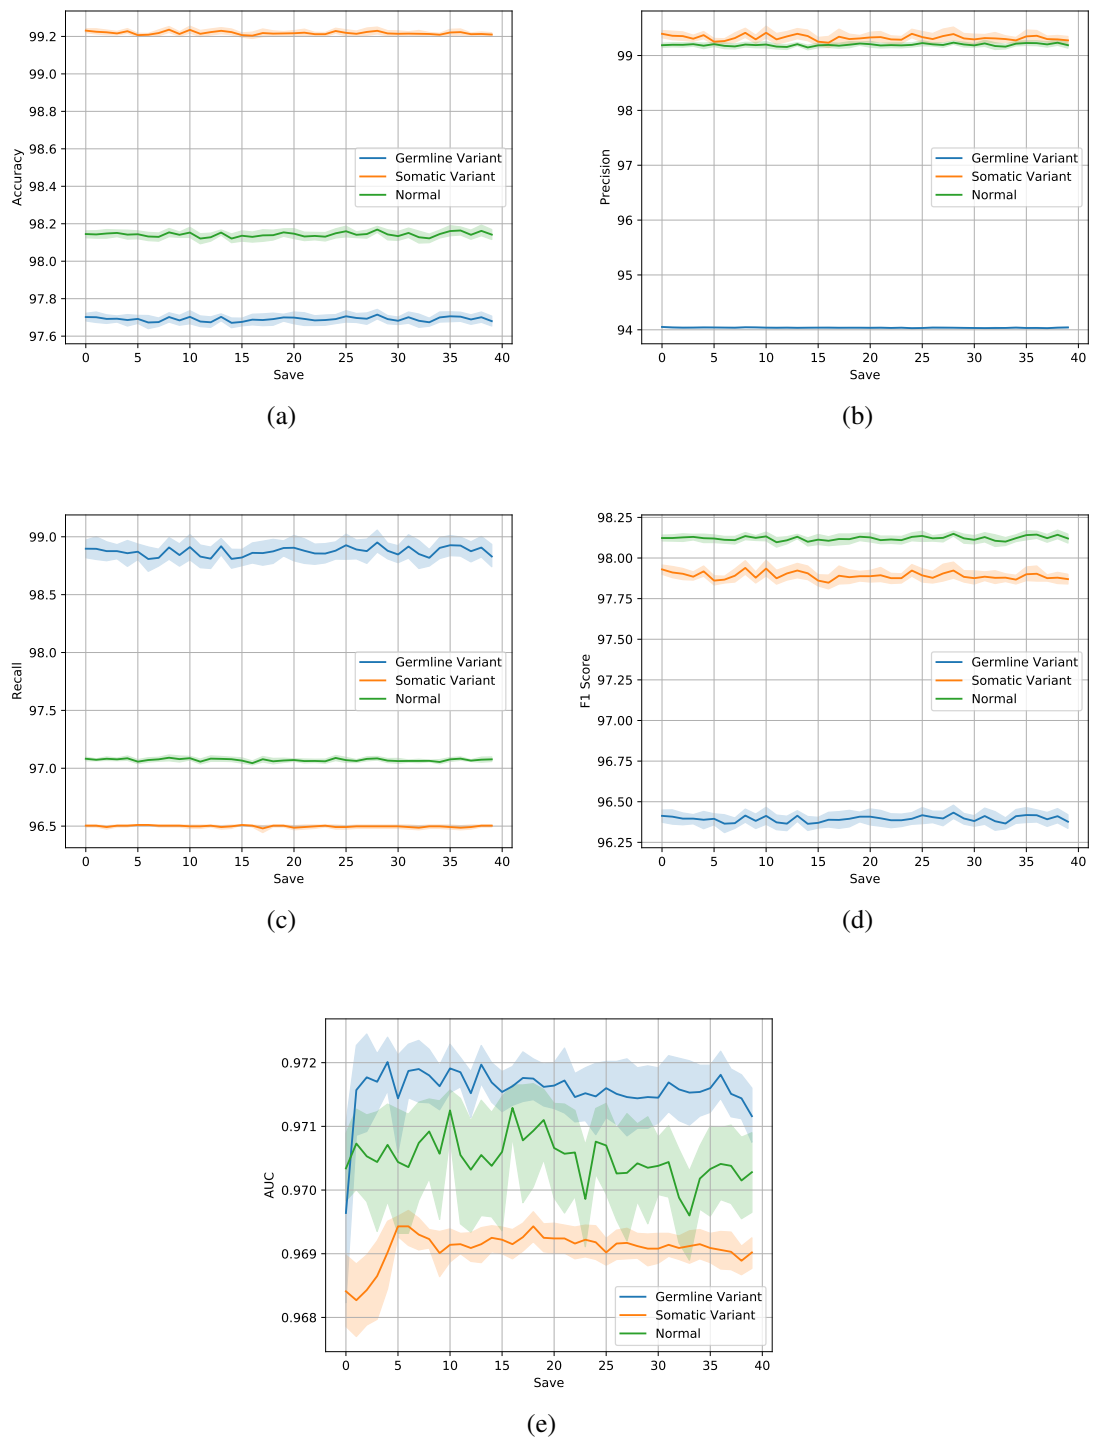 99.2
99.0
98.8
98.6
98.4
98.2
98.0
97.8
97.6
Accuracy
Germline Variant
Somatic Variant
Normal
0 5 10 15 20 25 30 35 40
Save
(a)
99
98
97
96
95
94
Precision
Germline Variant
Somatic Variant
Normal
0 5 10 15 20 25 30 35 40
Save
(b)
99.0
98.5
98.0
97.5
97.0
96.5
Recall
Germline Variant
Somatic Variant
Normal
0 5 10 15 20 25 30 35 40
Save
(c)
98.25
98.00
97.75
97.50
97.25
97.00
96.75
96.50
96.25
F1 Score
Germline Variant
Somatic Variant
Normal
0 5 10 15 20 25 30 35 40
Save
(d)
0.972
0.971
0.970
0.969
0.968
AUC
Germline Variant
Somatic Variant
Normal
0 5 10 15 20 25 30 35 40
Save
(e)